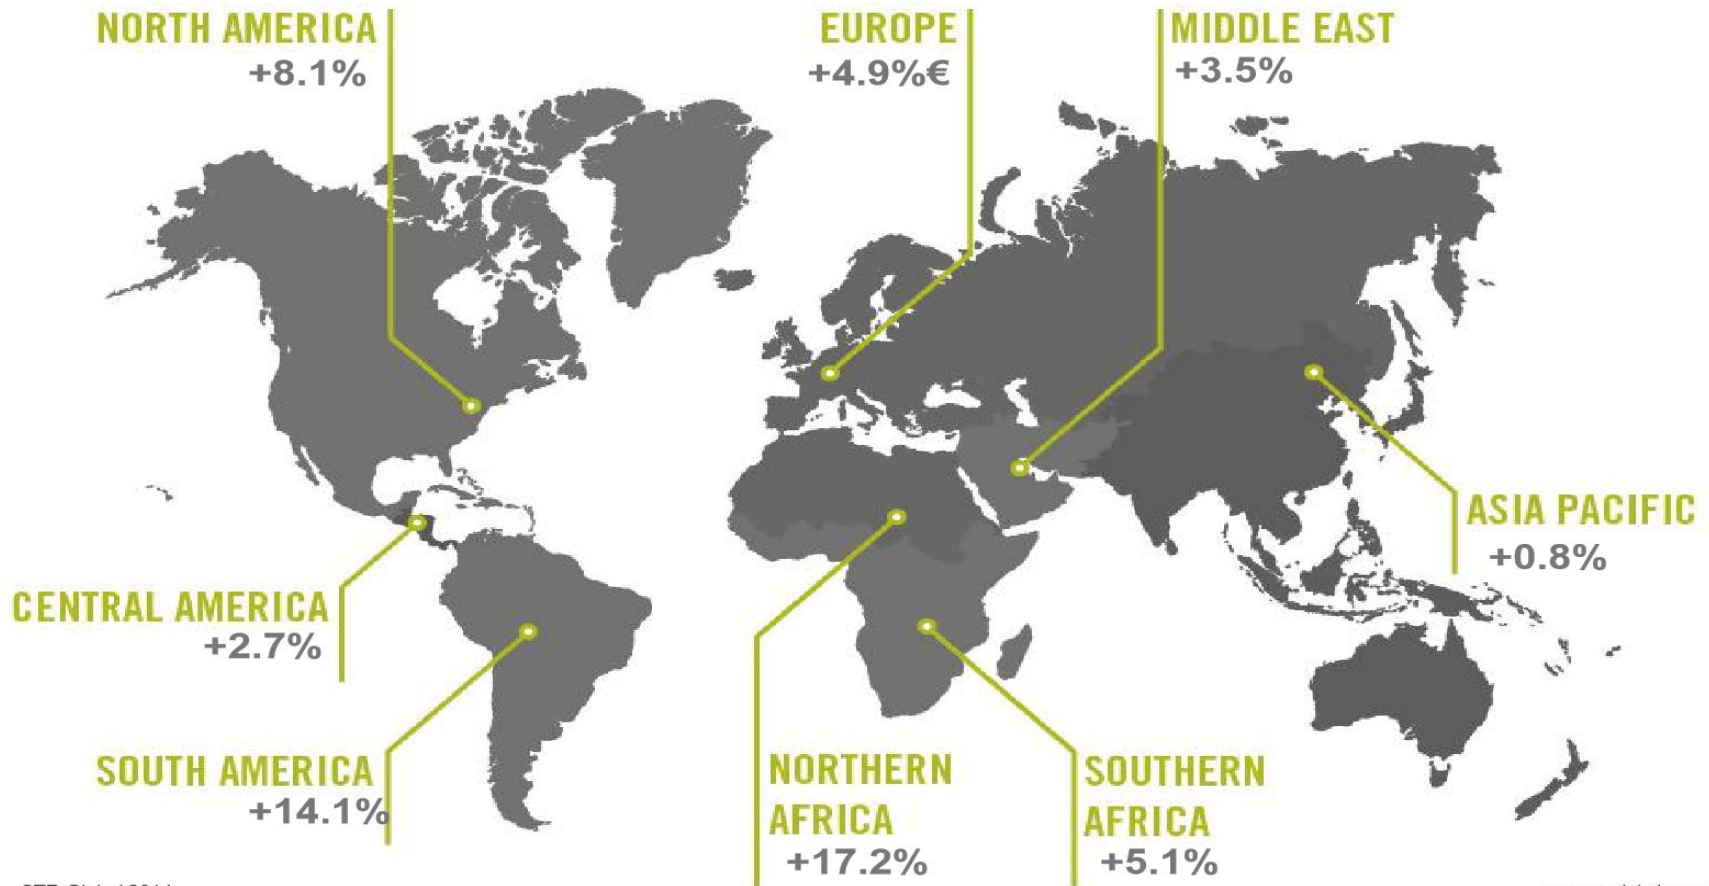 NORTH AMERICA
+8.1%
EUROPE
+4.9%€
MIDDLE EAST
+3.5%
ASIA PACIFIC
+0.8%
CENTRAL AMERICA
+2.7%
SOUTH AMERICA
+14.1%
NORTHERN
AFRICA
+17.2%
SOUTHERN
AFRICA
+5.1%